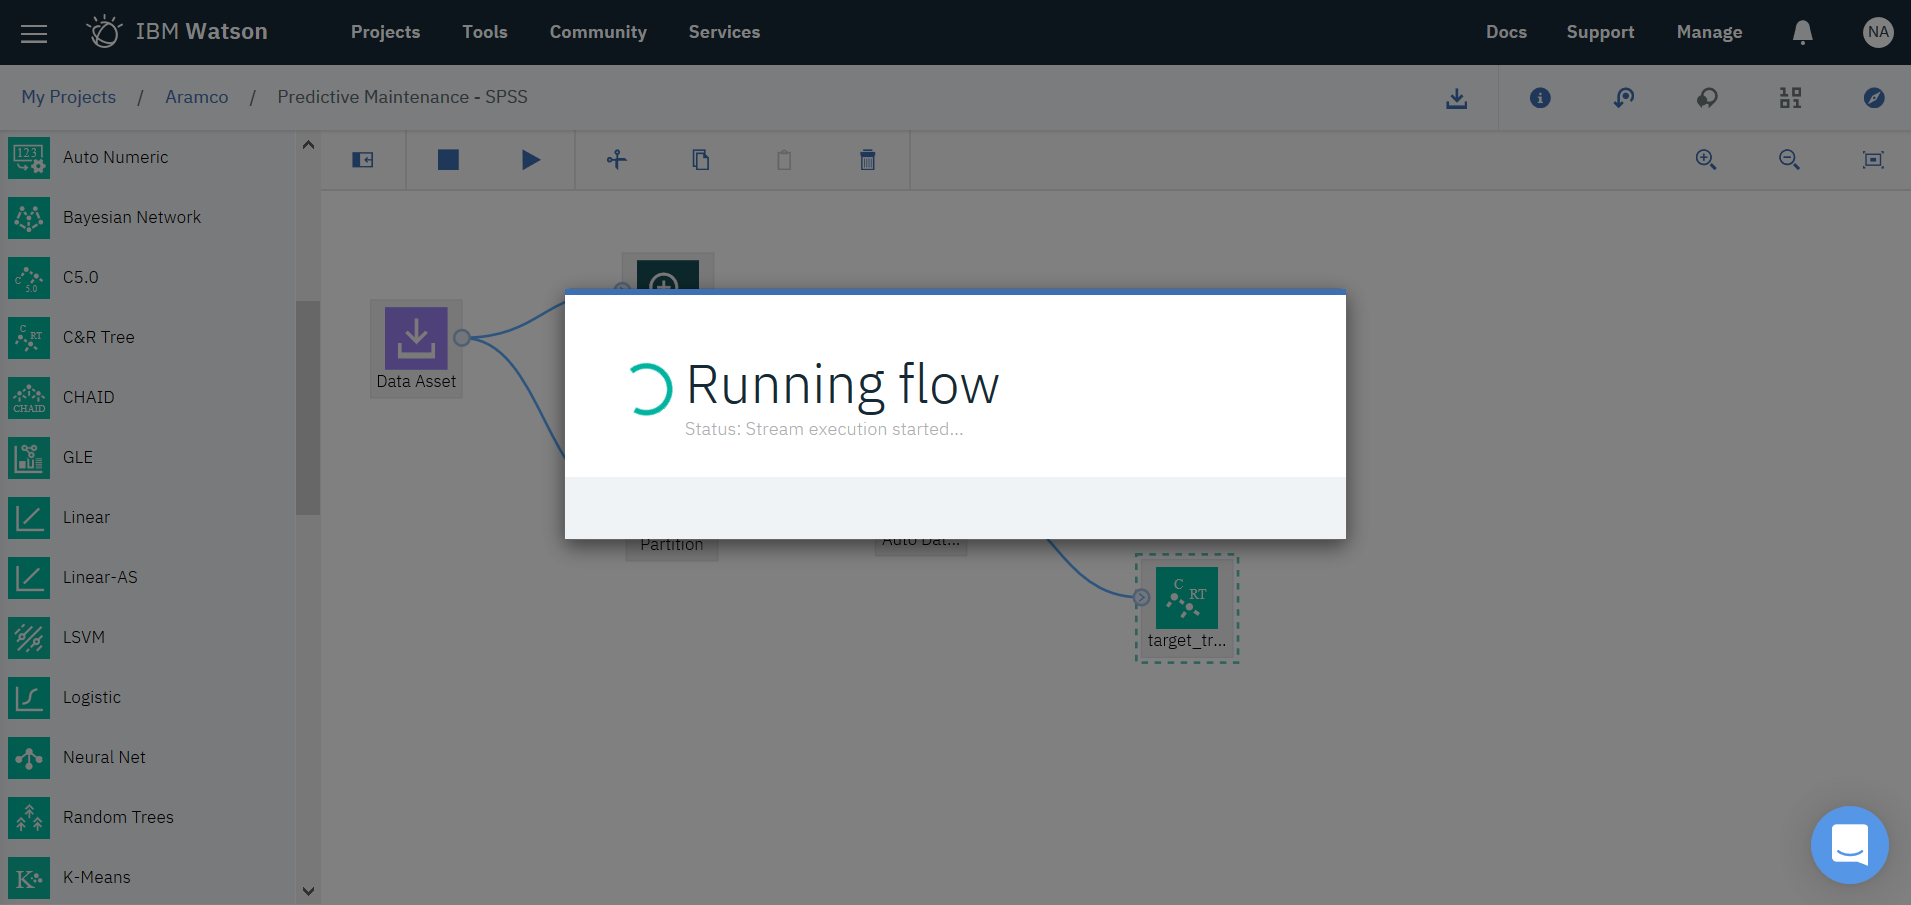 IBM Watson
Projects
Tools
Community
Services
Docs
Support
Manage
NA
My Projects / Aramco / Predictive Maintenance - SPSS
123
Auto Numeric
Bayesian Network
C 5.0
C5.0
C RT
C&R Tree
CHAID
CHAID
GLE
Linear
Linear-AS
LSVM
Logistic
Neural Net
Random Trees
K
K-Means
Data Asset
Running flow
Status: Stream execution started...
Partition
Auto Dat...
C RT
target_tr...